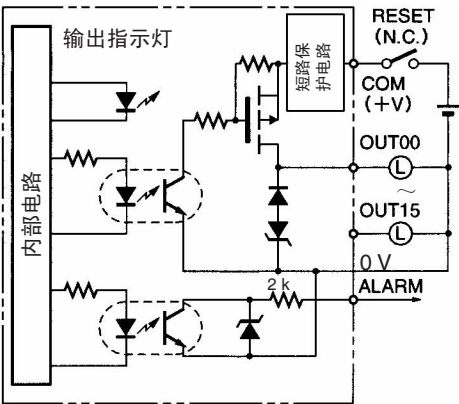 输出指示灯
内部电路
短路保
护电路
RESET
(N.C.)
COM
(+V)
OUT00
L
~
OUT15
L
0 V
2 k
ALARM